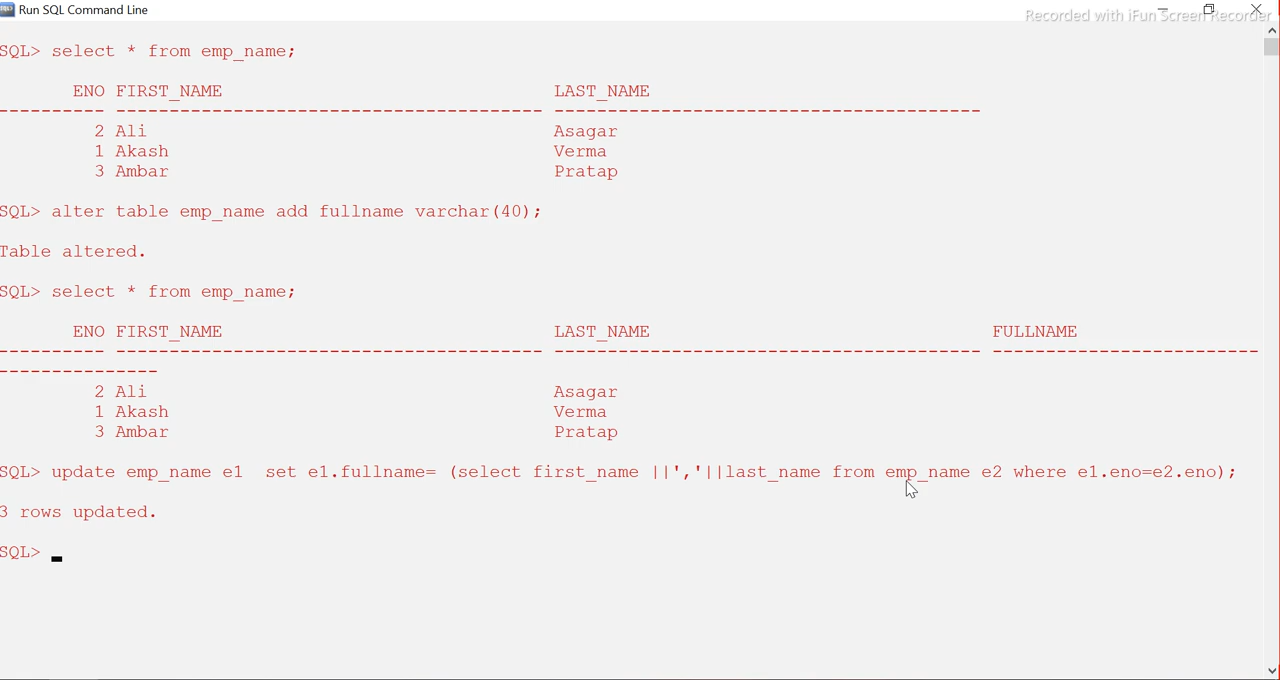 Run SQL Command Line
Recorded with iFun Screen Recorder
SQL> select * from emp_name;
ENO FIRST_NAME LAST_NAME
---------- ---------------------------------------- ----------------------------------------
2 Ali Asagar
1 Akash Verma
3 Ambar Pratap
SQL> alter table emp_name add fullname varchar(40);
Table altered.
SQL> select * from emp_name;
ENO FIRST_NAME LAST_NAME FULLNAME
---------- ---------------------------------------- ---------------------------------------- -------------------------
---------------
2 Ali Asagar
1 Akash Verma
3 Ambar Pratap
SQL> update emp_name e1  set e1.fullname= (select first_name ||','||last_name from emp_name e2 where e1.eno=e2.eno);
3 rows updated.
SQL>